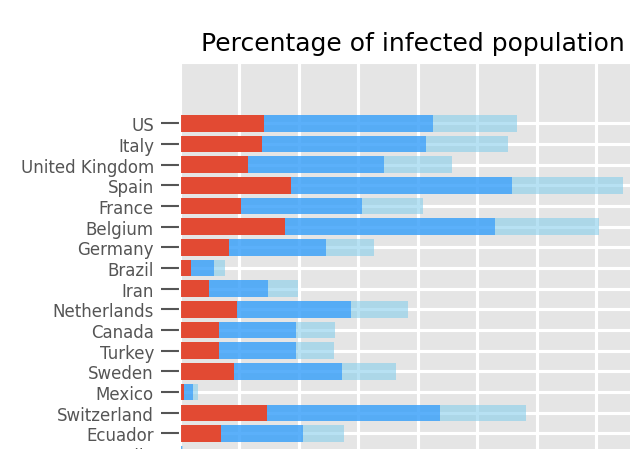 Percentage of infected population
US
Italy
United Kingdom
Spain
France
Belgium
Germany
Brazil
Iran
Netherlands
Canada
Turkey
Sweden
Mexico
Switzerland
Ecuador